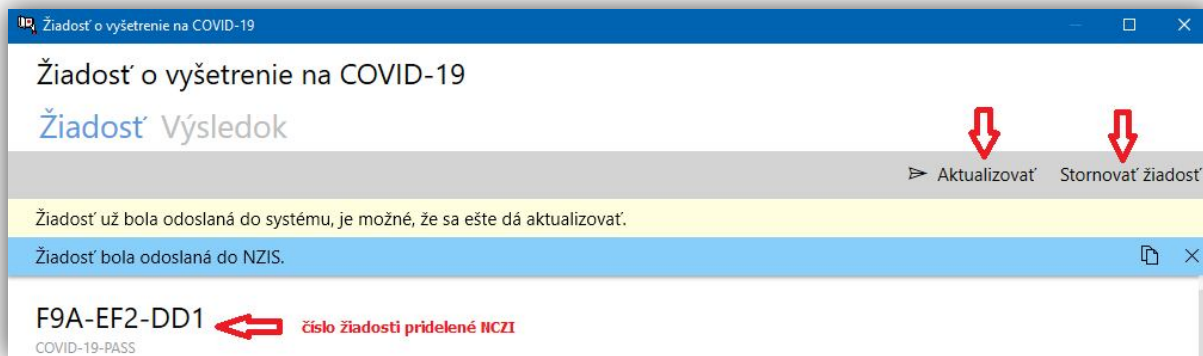 Žiadosť o vyšetrenie na COVID-19
Žiadosť o vyšetrenie na COVID-19
Žiadosť Výsledok
Aktualizovať Stornovať žiadosť
Žiadosť už bola odoslaná do systému, je možné, že sa ešte dá aktualizovať.
Žiadosť bola odoslaná do NZIS.
F9A-EF2-DD1 číslo žiadosti pridelené NCZI
COVID-19-PASS